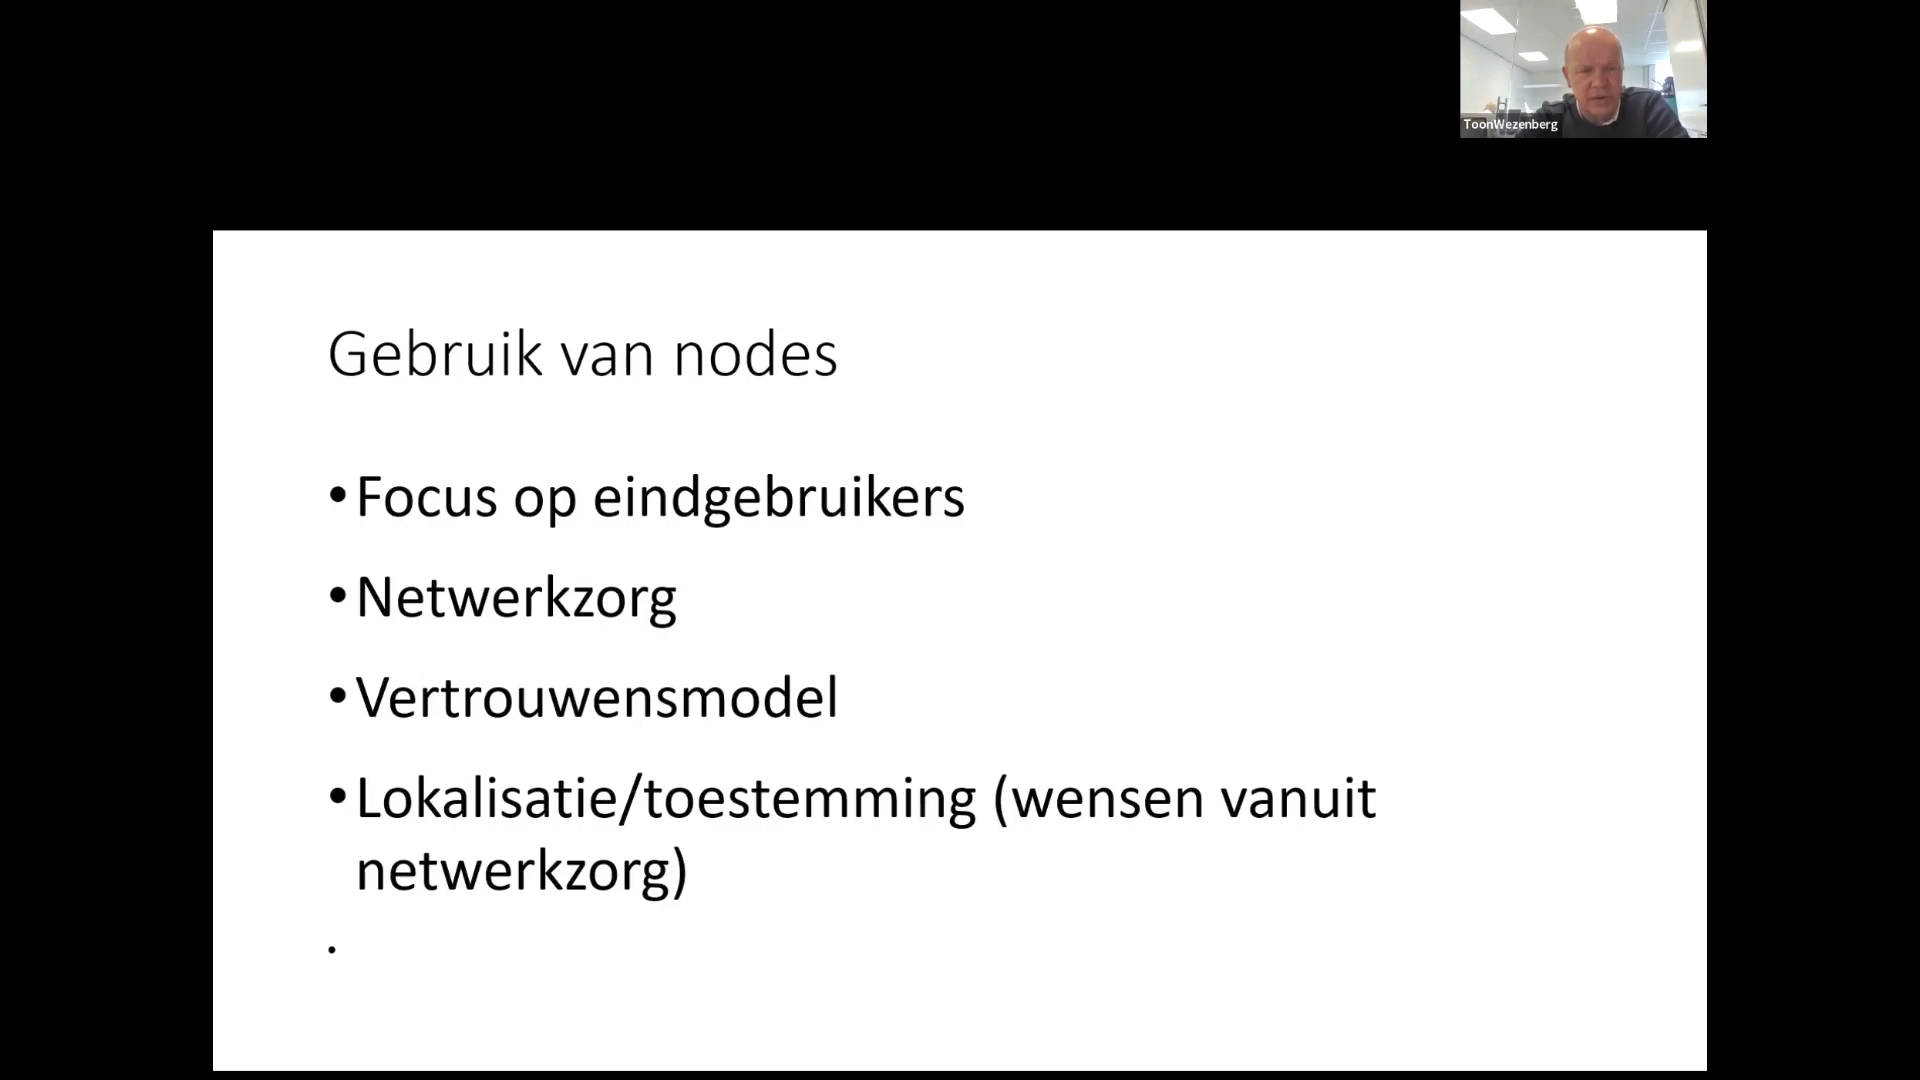 ToonWezenberg
Gebruik van nodes
•Focus op eindgebruikers
•Netwerkzorg
•Vertrouwensmodel
•Lokalisatie/toestemming (wensen vanuit
netwerkzorg)
•